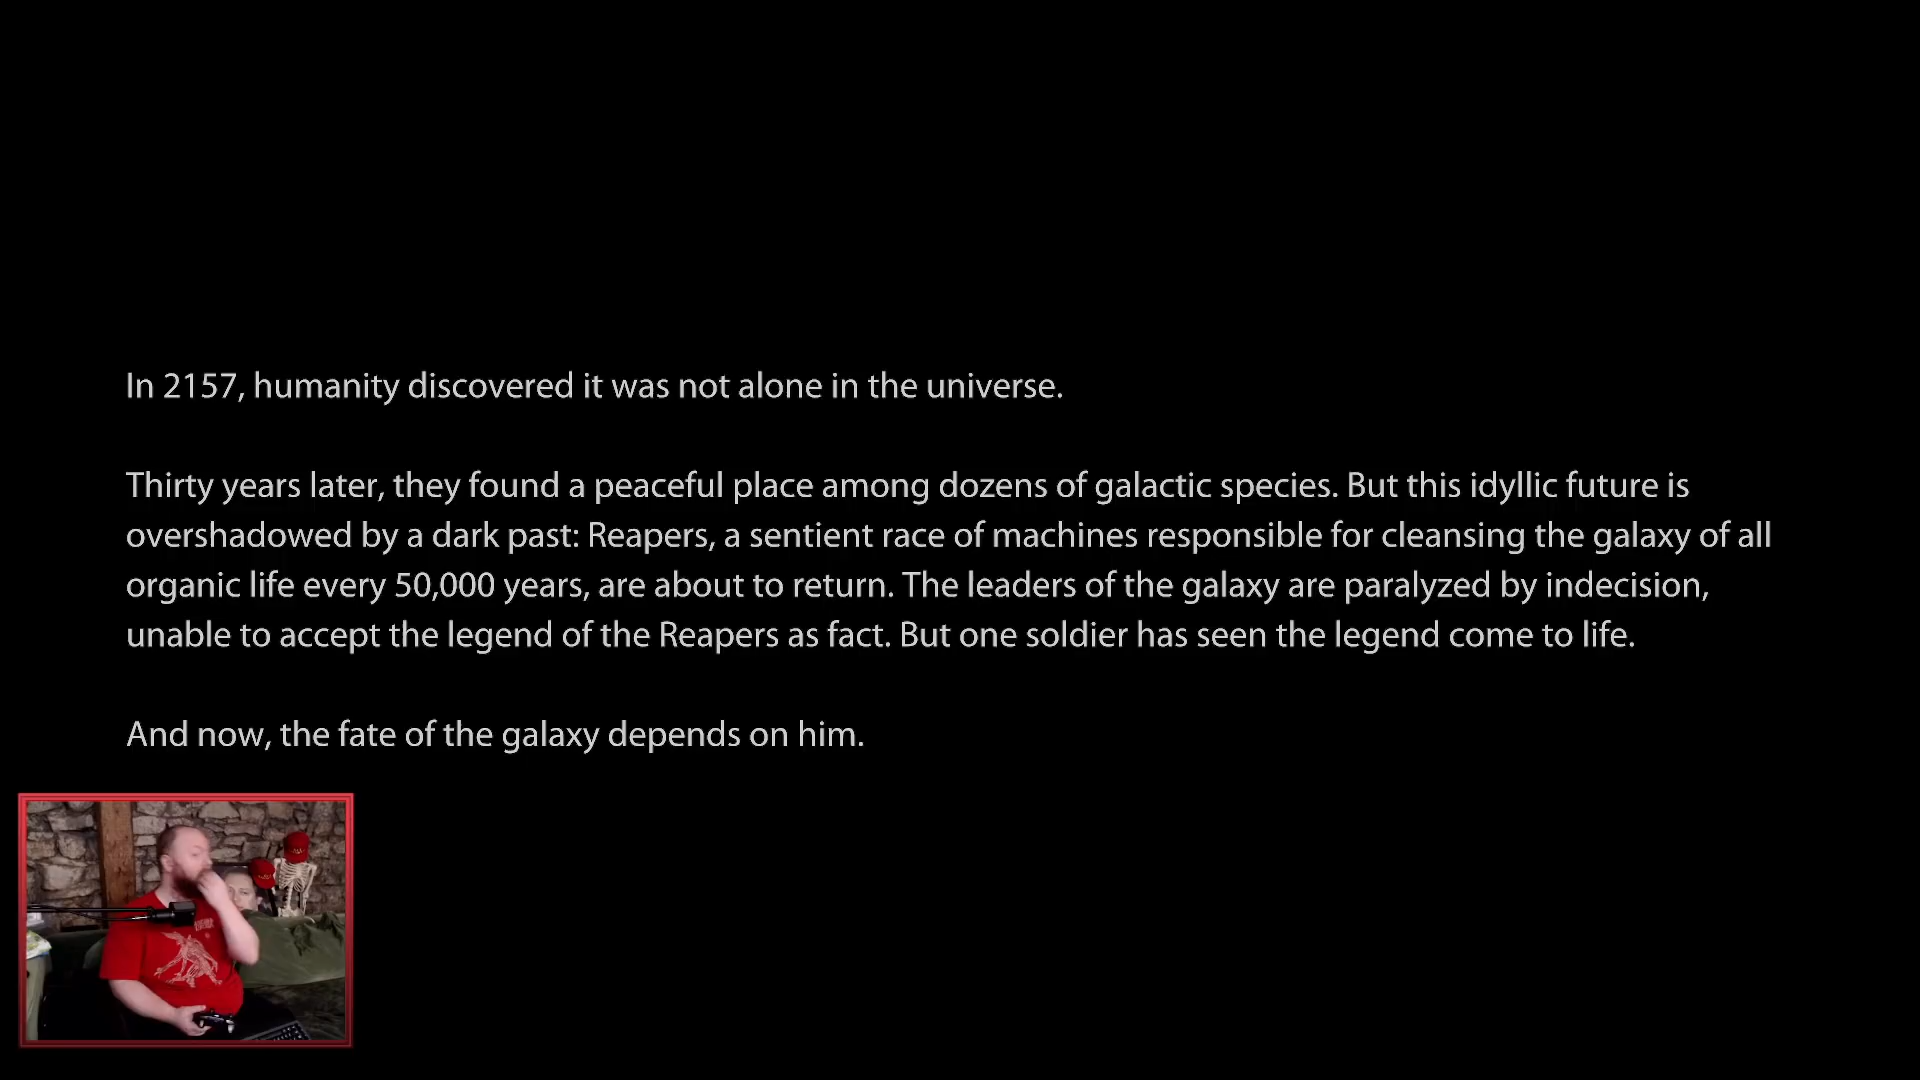 In 2157, humanity discovered it was not alone in the universe.
Thirty years later, they found a peaceful place among dozens of galactic species. But this idyllic future is
overshadowed by a dark past: Reapers, a sentient race of machines responsible for cleansing the galaxy of all
organic life every 50,000 years, are about to return. The leaders of the galaxy are paralyzed by indecision,
unable to accept the legend of the Reapers as fact. But one soldier has seen the legend come to life.
And now, the fate of the galaxy depends on him.